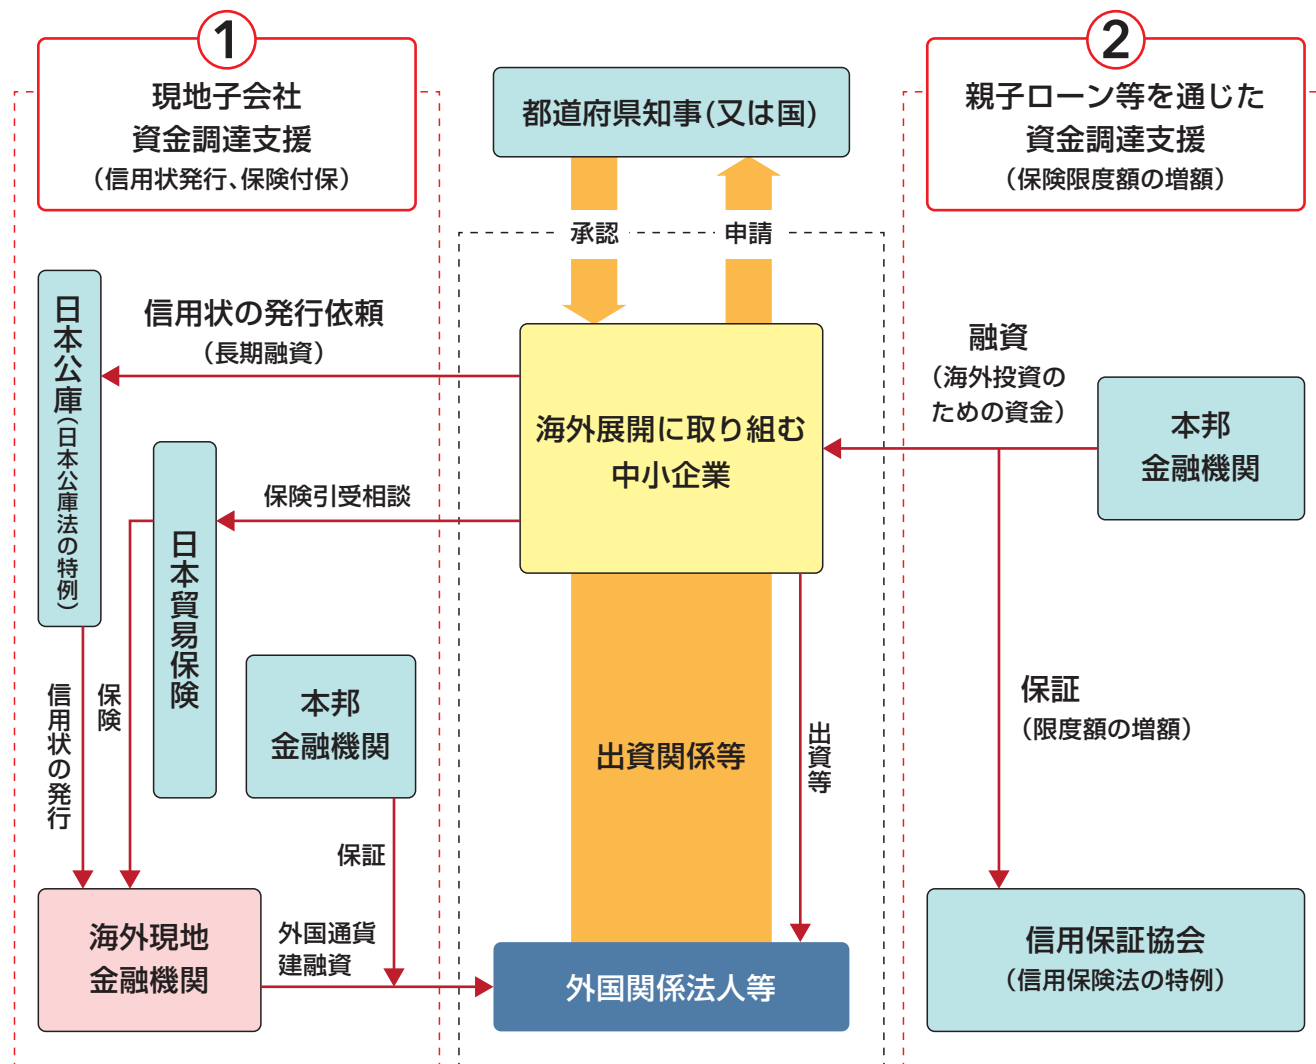 1
現地子会社
資金調達支援
（信用状発行、保険付保）
都道府県知事(又は国)
2
親子ローン等を通じた
資金調達支援
（保険限度額の増額）
承認
申請
日本公庫（日本公庫法の特例）
信用状の発行依頼
（長期融資）
海外展開に取り組む
中小企業
融資
（海外投資の
ための資金）
本邦
金融機関
保険引受相談
日本貿易保険
信用状の発行
保険
本邦
金融機関
保証
出資関係等
出資等
保証
（限度額の増額）
海外現地
金融機関
外国通貨
建融資
外国関係法人等
信用保証協会
（信用保険法の特例）